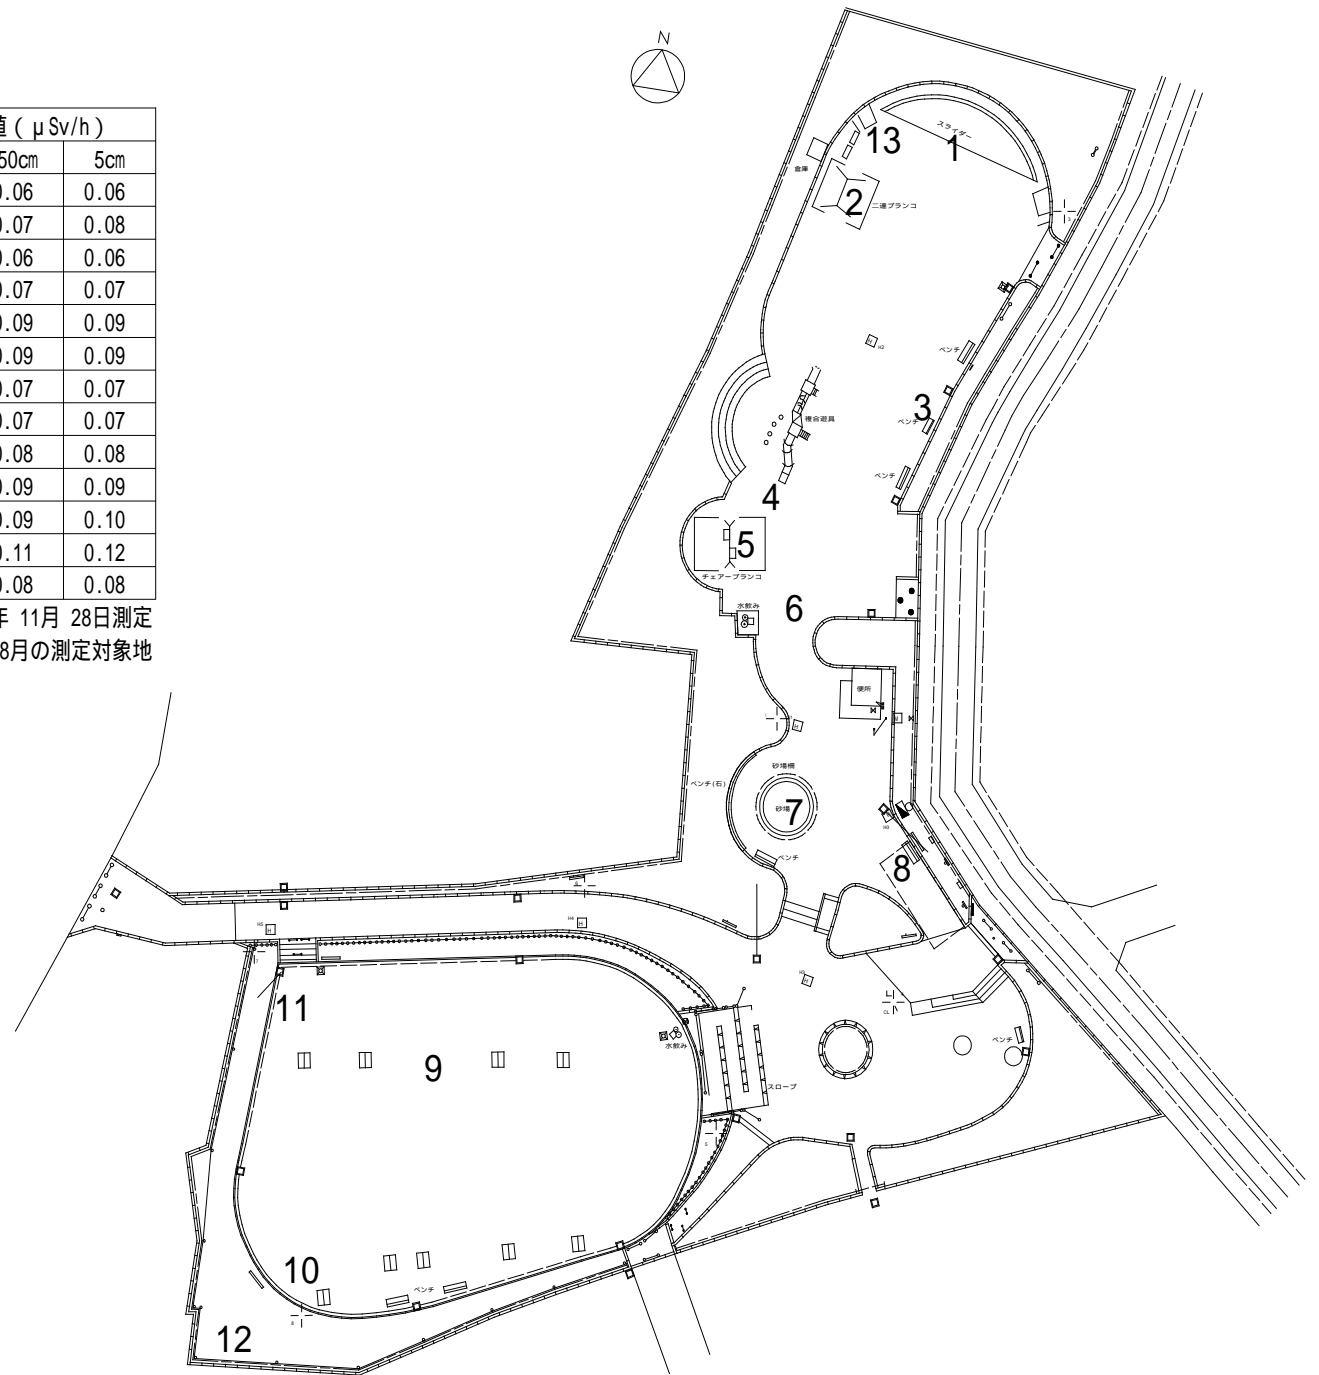 値 ( μSv/h )
50cm 5cm
0.06 0.06
0.07 0.08
0.06 0.06
0.07 0.07
0.09 0.09
0.09 0.09
0.07 0.07
0.07 0.07
0.08 0.08
0.09 0.09
0.09 0.10
0.11 0.12
0.08 0.08
年 11月 28日測定
8月の測定対象地
N
スライダー
1
13
倉庫
2
二連ブランコ
ベンチ
3
ベンチ
複合遊具
ベンチ
4
5
チェアーブランコ
水飲み
6
便所
砂場柵
ベンチ(石)
砂場
7
ベンチ
8
11
水飲み
9
ベンチ
スロープ
10
ベンチ
12